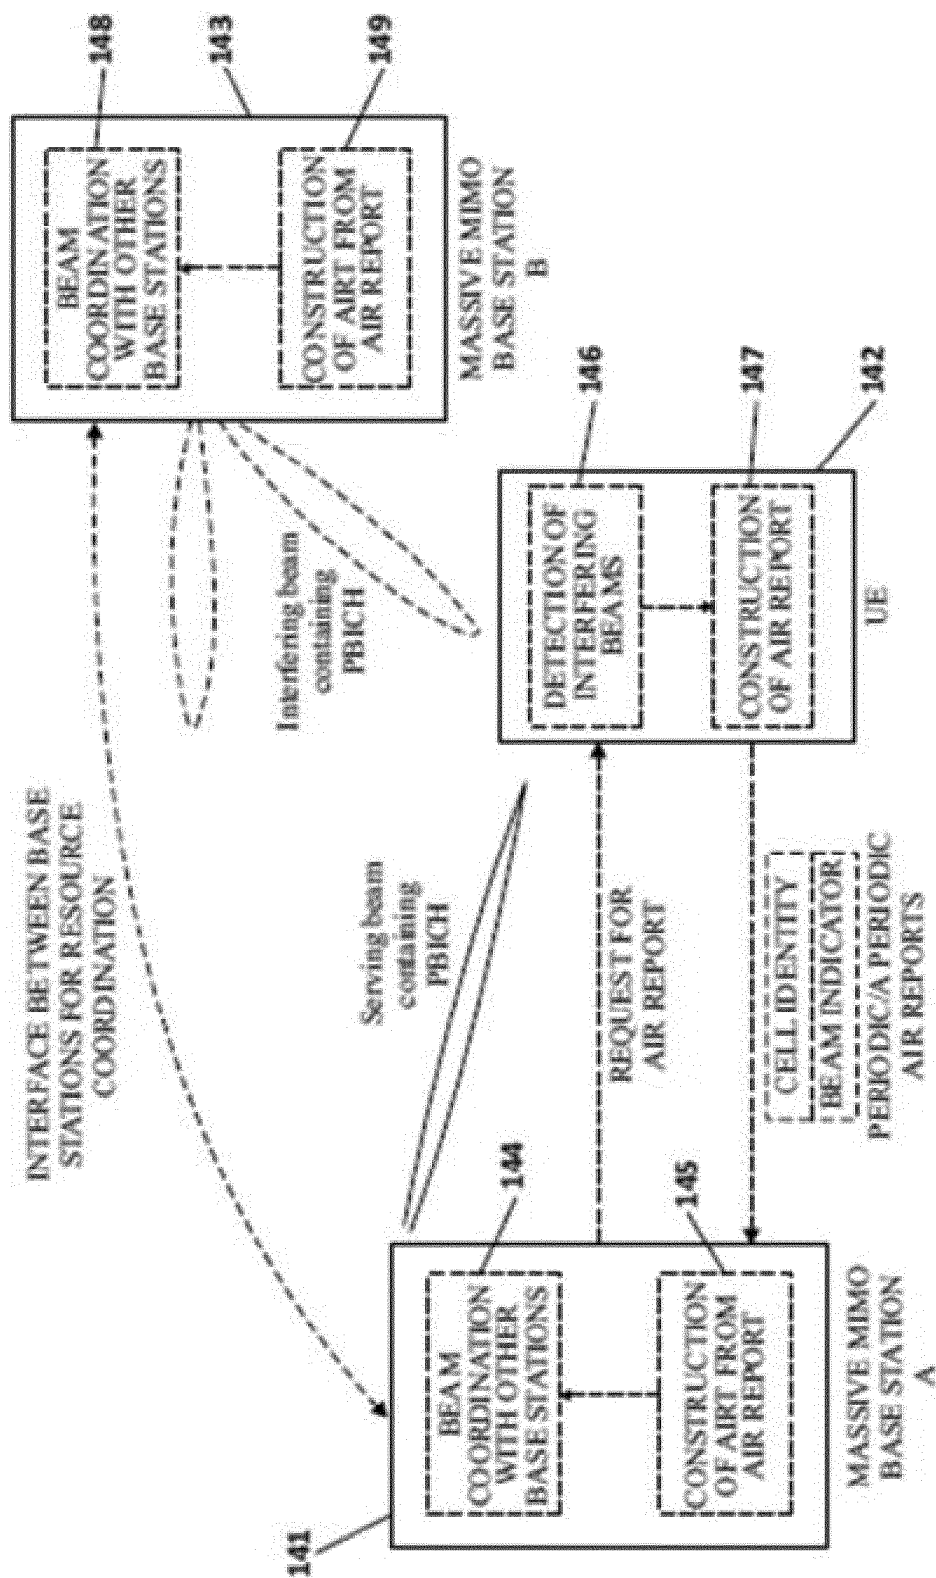 INTERFACE BETWEEN BASE
STATIONS FOR RESOURCE
COORDINATION
141
BEAM
COORDINATION
WITH OTHER
BASE STATIONS
144
CONSTRUCTION
OF AIRT FROM
AIR REPORT
145
MASSIVE MIMO
BASE STATION
A
Serving beam
containing
PBICH
REQUEST FOR
AIR REPORT
CELL IDENTITY
BEAM INDICATOR
PERIODIC/A PERIODIC
AIR REPORTS
Interfering beam
containing
PBICH
DETECTION OF
INTERFERING
BEAMS
146
CONSTRUCTION
OF AIR REPORT
147
142
UE
BEAM
COORDINATION
WITH OTHER
BASE STATIONS
148
143
CONSTRUCTION
OF AIRT FROM
AIR REPORT
149
MASSIVE MIMO
BASE STATION
B